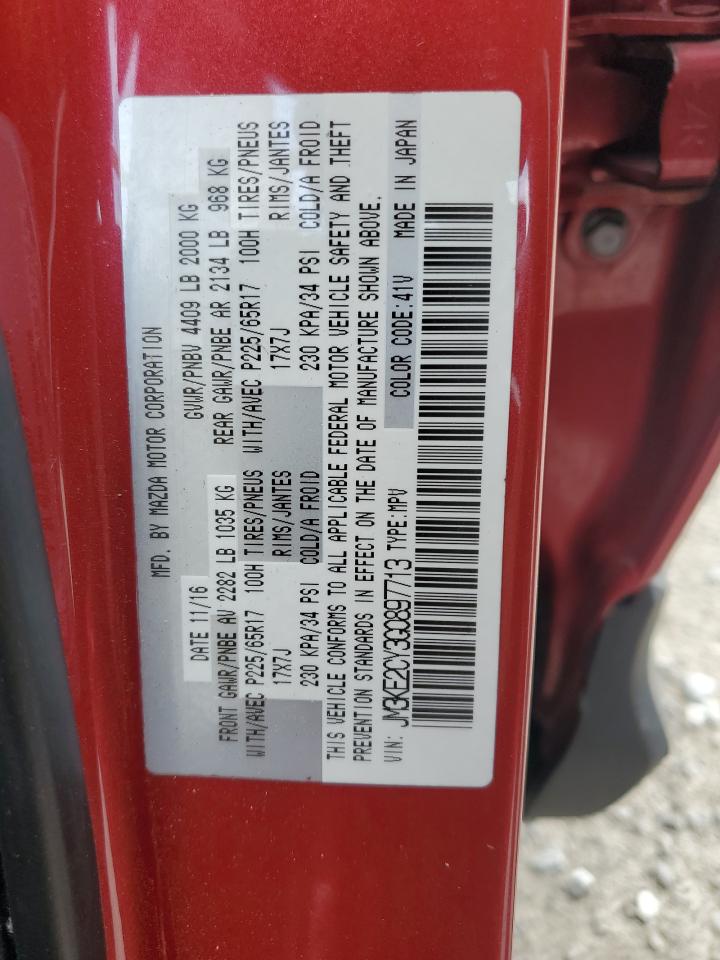 MFD. BY MAZDA MOTOR CORPORATION
DATE 11/16 GVWR/PNBV 4409 LB 2000 KG
FRONT GAWR/PNBE AV 2282 LB 1035 KG REAR GAWR/PNBE AR 2134 LB 968 KG
WITH/AVEC P225/65R17 100H TIRES/PNEUS WITH/AVEC P225/65R17 100H TIRES/PNEUS
17X7J RIMS/JANTES 17X7J RIMS/JANTES
230 KPA/34 PSI COLD/A FROID 230 KPA/34 PSI COLD/A FROID
THIS VEHICLE CONFORMS TO ALL APPLICABLE FEDERAL MOTOR VEHICLE SAFETY AND THEFT
PREVENTION STANDARDS IN EFFECT ON THE DATE OF MANUFACTURE SHOWN ABOVE.
VIN: JM3KE2CY3G0897713 TYPE:MPV COLOR CODE:41V MADE IN JAPAN